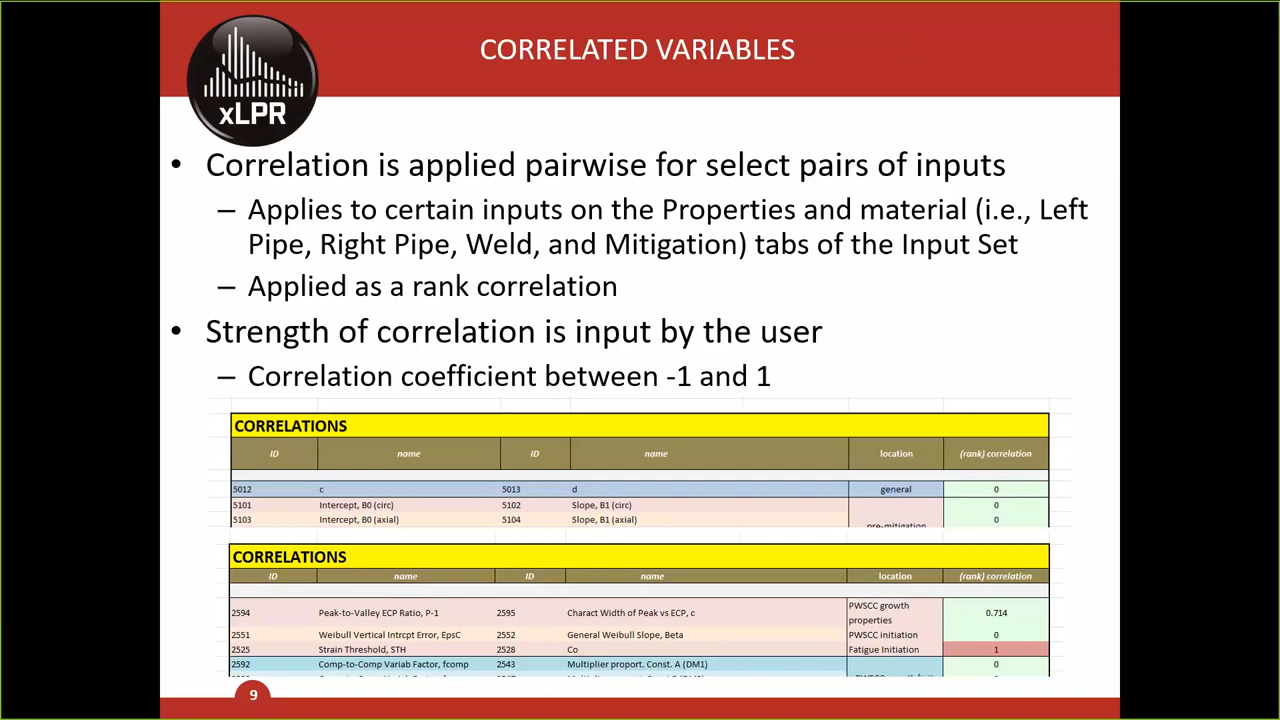 CORRELATED VARIABLES
xLPR
• Correlation is applied pairwise for select pairs of inputs
– Applies to certain inputs on the Properties and material (i.e., Left
Pipe, Right Pipe, Weld, and Mitigation) tabs of the Input Set
– Applied as a rank correlation
• Strength of correlation is input by the user
– Correlation coefficient between -1 and 1
CORRELATIONS
ID name ID name location (rank) correlation
5012 c 5013 d general 0
5101 Intercept, B0 (circ) 5102 Slope, B1 (circ) 0
5103 Intercept, B0 (axial) 5104 Slope, B1 (axial) 0
pre-mitigation
CORRELATIONS
ID name ID name location (rank) correlation
2594 Peak-to-Valley ECP Ratio, P-1 2595 Charact Width of Peak vs ECP, c PWSCC growth properties 0.714
2551 Weibull Vertical Intrcpt Error, EpsC 2552 General Weibull Slope, Beta PWSCC initiation 0
2525 Strain Threshold, STH 2528 Co Fatigue Initiation 1
2592 Comp-to-Comp Variab Factor, fcomp 2543 Multiplier proport. Const. A (DM1) 0
9